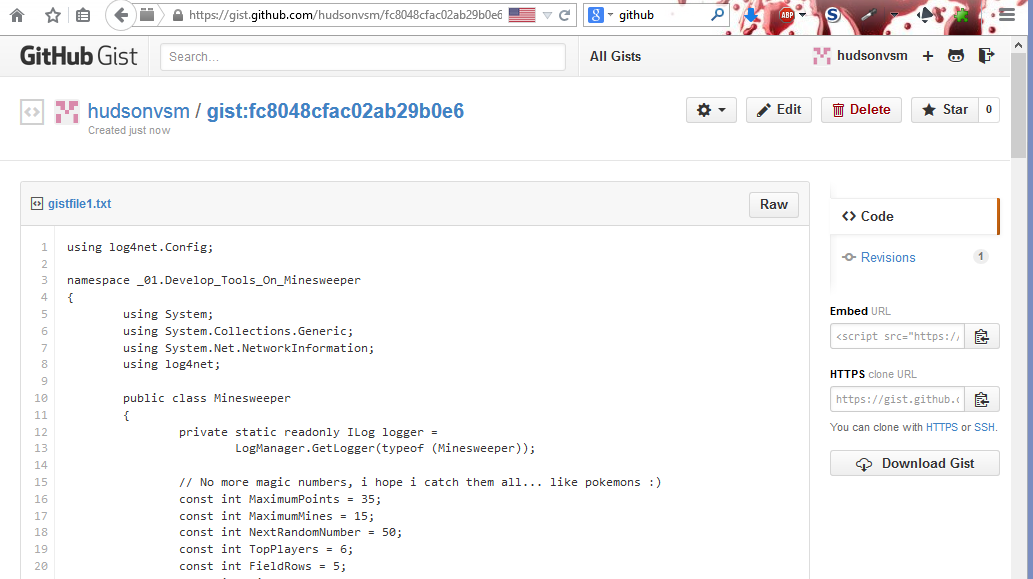 https://gist.github.com/hudsonvsm/fc8048cfac02ab29b0e6
8 github
ABP S
GitHub Gist Search... All Gists hudsonvsm +
hudsonvsm / gist:fc8048cfac02ab29b0e6
Created just now
Edit Delete Star 0
gistfile1.txt Raw
1 using log4net.Config;
2
3 namespace _01.Develop_Tools_On_Minesweeper
4 {
5 using System;
6 using System.Collections.Generic;
7 using System.Net.NetworkInformation;
8 using log4net;
9
10 public class Minesweeper
11 {
12 private static readonly ILog logger =
13 LogManager.GetLogger(typeof (Minesweeper));
14
15 // No more magic numbers, i hope i catch them all... like pokemons :)
16 const int MaximumPoints = 35;
17 const int MaximumMines = 15;
18 const int NextRandomNumber = 50;
19 const int TopPlayers = 6;
20 const int FieldRows = 5;
<> Code
Revisions 1
Embed URL
<script src="https:/
HTTPS clone URL
https://gist.github.
You can clone with HTTPS or SSH.
Download Gist